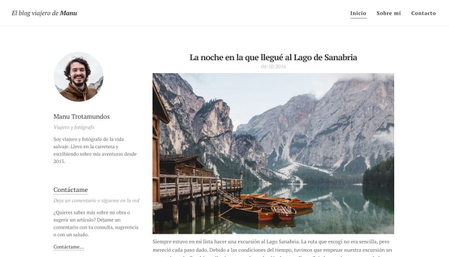 El blog viajero de Manu
Inicio Sobre mí Contacto
La noche en la que llegué al Lago de Sanabria
04/10/2016
Manu Trotamundos
Viajero y fotógrafo
Soy viajero y fotógrafo de la vida
salvaje. Llevo en la carretera y
escribiendo sobre mis aventuras desde
2015.
Contáctame
Deja un comentario o sígueme en la red
¿Quieres saber más sobre mi obra o
sugerir un artículo? Déjame un
comentario con tu consulta, sugerencia
o con un saludo.
Contáctame...
Siempre estuvo en mi lista hacer una excursión al Lago Sanabria. La ruta que escogí no era sencilla, pero
mereció cada paso dado. Debido a las condiciones del tiempo, tuvimos que empezar nuestra excursión un